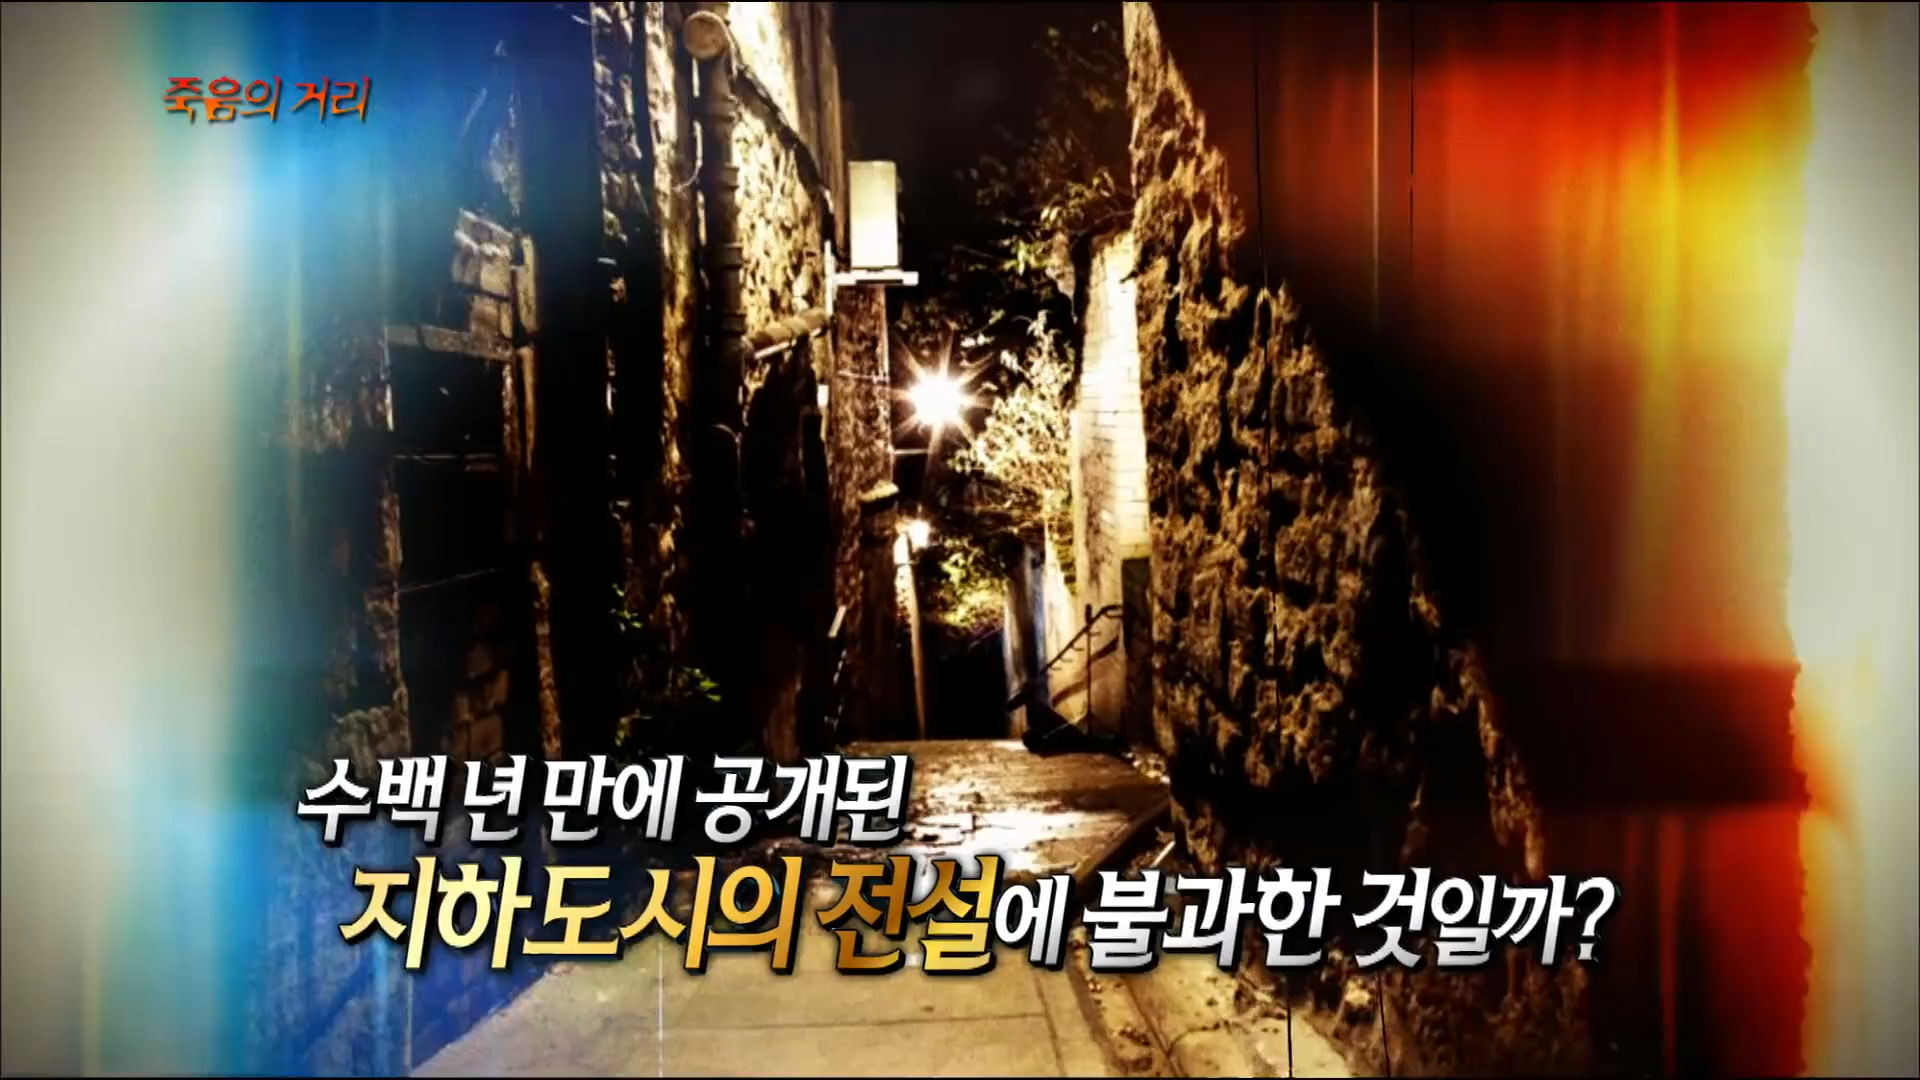 죽음의 거리
수백 년 만에 공개된
지하도시의 전설에 불과한 것일까?